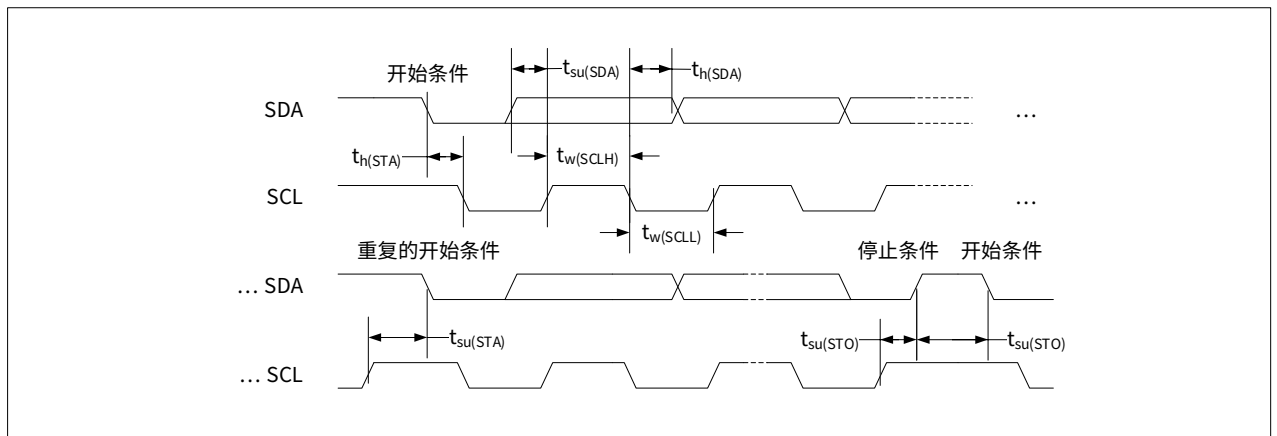 开始条件
tsu(SDA)
th(SDA)
SDA
…
th(STA)
tw(SCLH)
SCL
…
tw(SCLL)
重复的开始条件
停止条件
开始条件
… SDA
tsu(STA)
tsu(STO)
tsu(STO)
… SCL